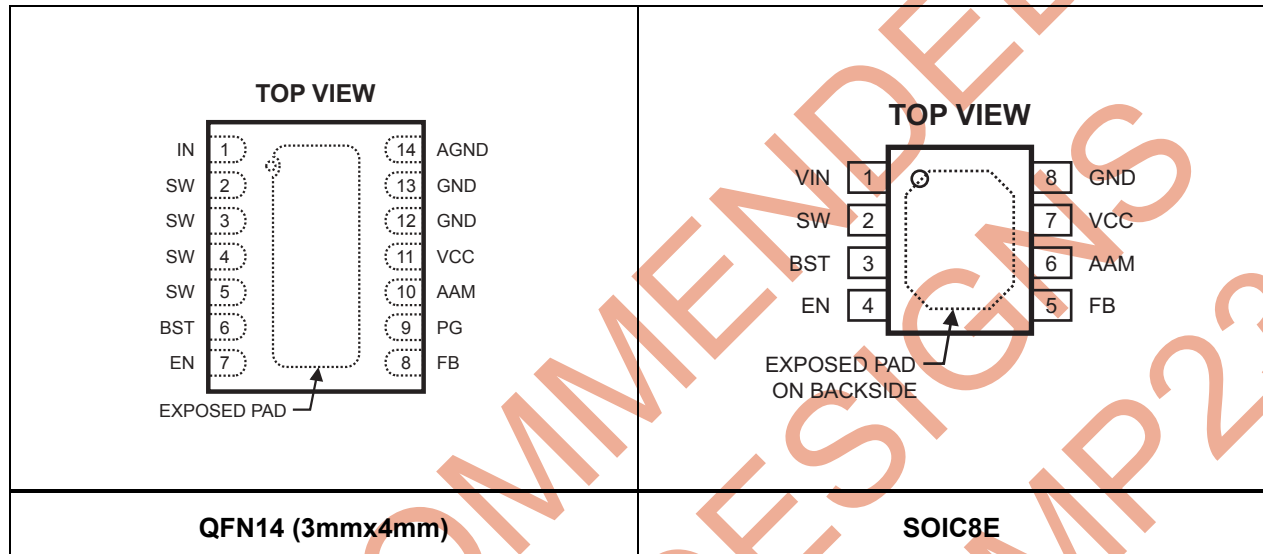 TOP VIEW
IN 1
SW 2
SW 3
SW 4
SW 5
BST 6
EN 7
14 AGND
13 GND
12 GND
11 VCC
10 AAM
9 PG
8 FB
EXPOSED PAD
QFN14 (3mmx4mm)
TOP VIEW
VIN 1
SW 2
BST 3
EN 4
8 GND
7 VCC
6 AAM
5 FB
EXPOSED PAD
ON BACKSIDE
SOIC8E
DESIGNS